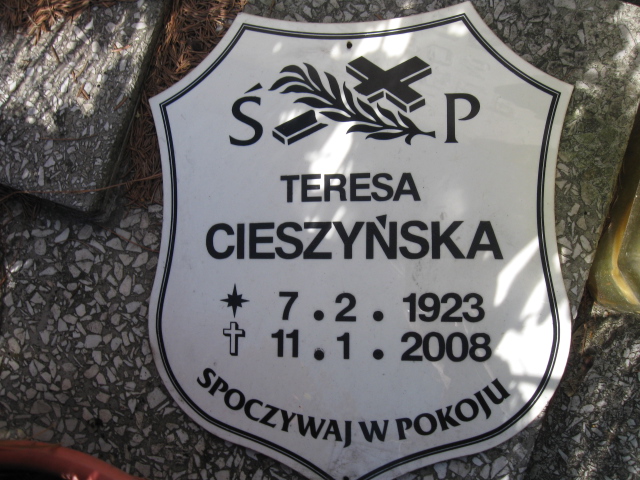 Ś P
TERESA
CIESZYŃSKA
7.2.1923
11.1.2008
SPOCZYWAJ W POKOJU